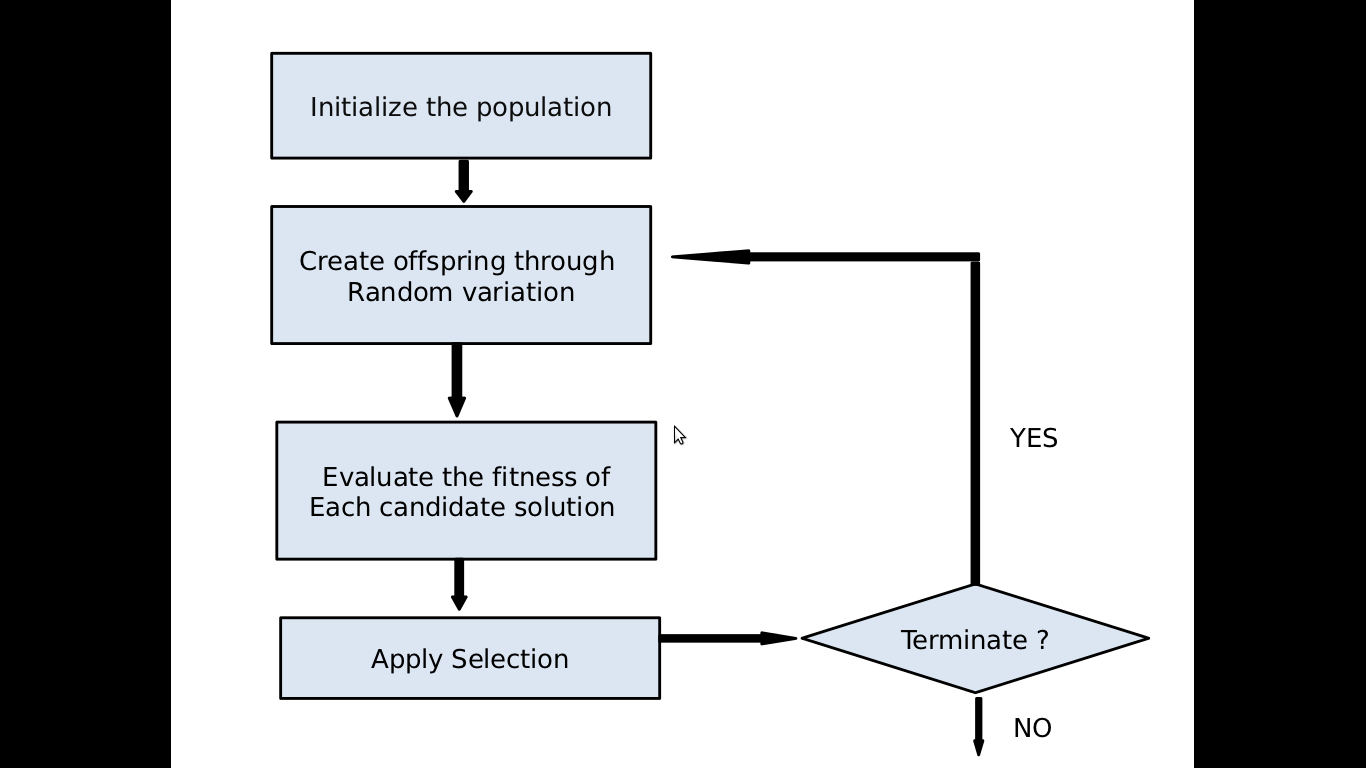 Initialize the population
Create offspring through
Random variation
Evaluate the fitness of
Each candidate solution
Apply Selection
Terminate ?
YES
NO